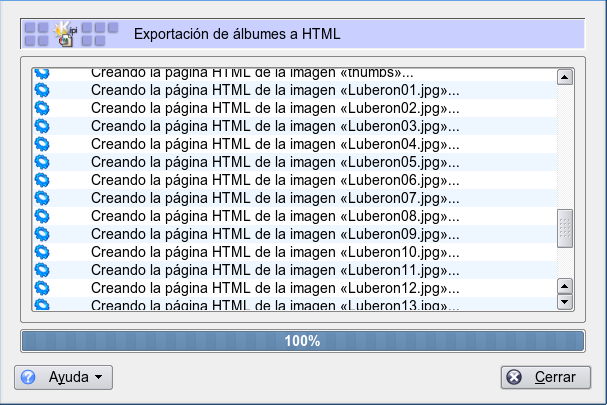 Kipi
Exportación de álbumes a HTML
Creando la página HTML de la imagen «thumbs»...
Creando la página HTML de la imagen «Luberon01.jpg»...
Creando la página HTML de la imagen «Luberon02.jpg»...
Creando la página HTML de la imagen «Luberon03.jpg»...
Creando la página HTML de la imagen «Luberon04.jpg»...
Creando la página HTML de la imagen «Luberon05.jpg»...
Creando la página HTML de la imagen «Luberon06.jpg»...
Creando la página HTML de la imagen «Luberon07.jpg»...
Creando la página HTML de la imagen «Luberon08.jpg»...
Creando la página HTML de la imagen «Luberon09.jpg»...
Creando la página HTML de la imagen «Luberon10.jpg»...
Creando la página HTML de la imagen «Luberon11.jpg»...
Creando la página HTML de la imagen «Luberon12.jpg»...
Creando la página HTML de la imagen «Luberon13.jpg»...
100%
Ayuda
Cerrar